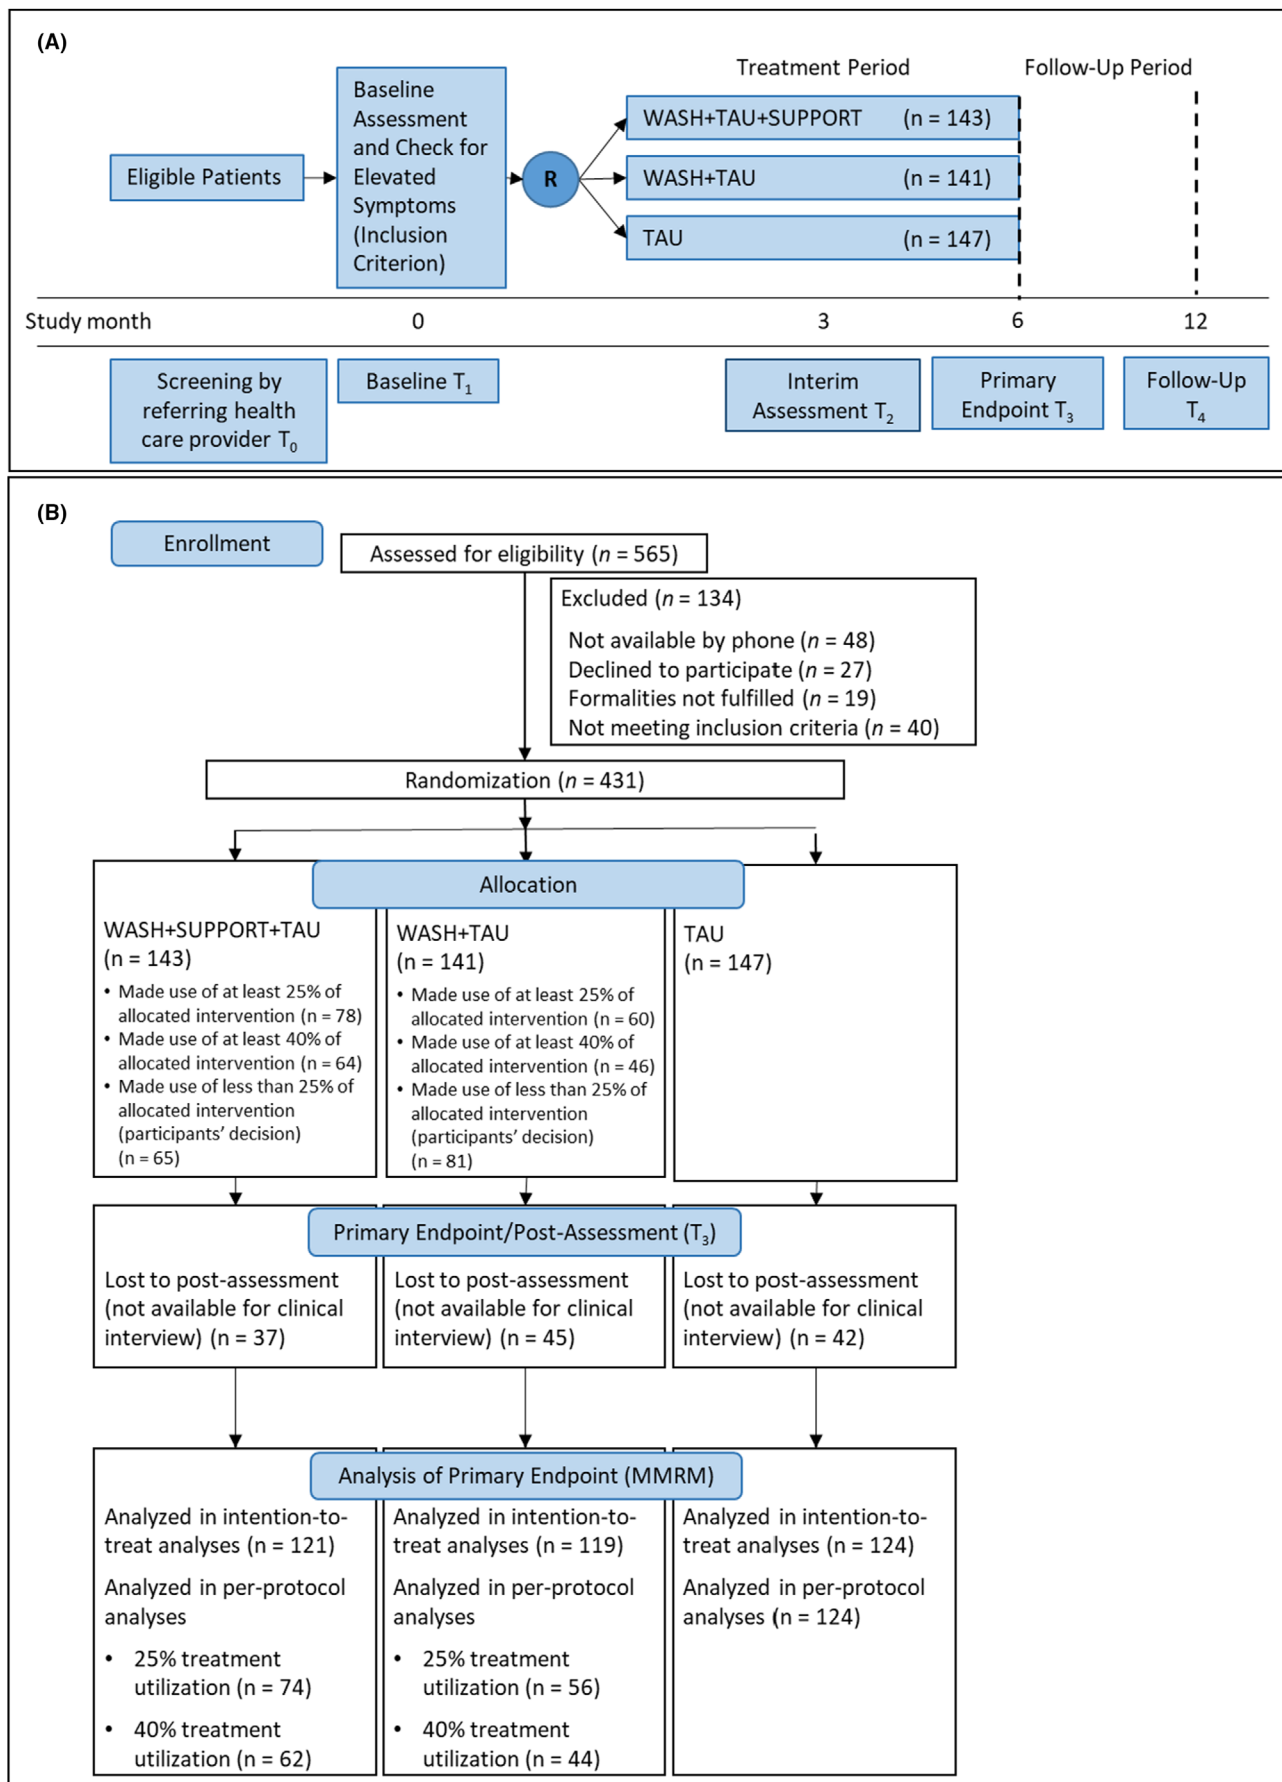 (A)
Treatment Period
Follow-Up Period
Eligible Patients
Baseline
Assessment
and Check for
Elevated
Symptoms
(Inclusion
Criterion)
R
WASH+TAU+SUPPORT (n = 143)
WASH+TAU (n = 141)
TAU (n = 147)
Study month 0 3 6 12
Screening by
referring health
care provider T0
Baseline T1
Interim
Assessment T2
Primary
Endpoint T3
Follow-Up
T4
(B)
Enrollment
Assessed for eligibility (n = 565)
Excluded (n = 134)
Not available by phone (n = 48)
Declined to participate (n = 27)
Formalities not fulfilled (n = 19)
Not meeting inclusion criteria (n = 40)
Randomization (n = 431)
Allocation
WASH+SUPPORT+TAU
(n = 143)
• Made use of at least 25% of
allocated intervention (n = 78)
• Made use of at least 40% of
allocated intervention (n = 64)
• Made use of less than 25% of
allocated intervention
(participants' decision)
(n = 65)
WASH+TAU
(n = 141)
• Made use of at least 25% of
allocated intervention (n = 60)
• Made use of at least 40% of
allocated intervention (n = 46)
• Made use of less than 25% of
allocated intervention
(participants' decision)
(n = 81)
TAU
(n = 147)
Primary Endpoint/Post-Assessment (T3)
Lost to post-assessment
(not available for clinical
interview) (n = 37)
Lost to post-assessment
(not available for clinical
interview) (n = 45)
Lost to post-assessment
(not available for clinical
interview) (n = 42)
Analysis of Primary Endpoint (MMRM)
Analyzed in intention-to-
treat analyses (n = 121)
Analyzed in per-protocol
analyses
• 25% treatment
utilization (n = 74)
• 40% treatment
utilization (n = 62)
Analyzed in intention-to-
treat analyses (n = 119)
Analyzed in per-protocol
analyses
• 25% treatment
utilization (n = 56)
• 40% treatment
utilization (n = 44)
Analyzed in intention-to-
treat analyses (n = 124)
Analyzed in per-protocol
analyses (n = 124)